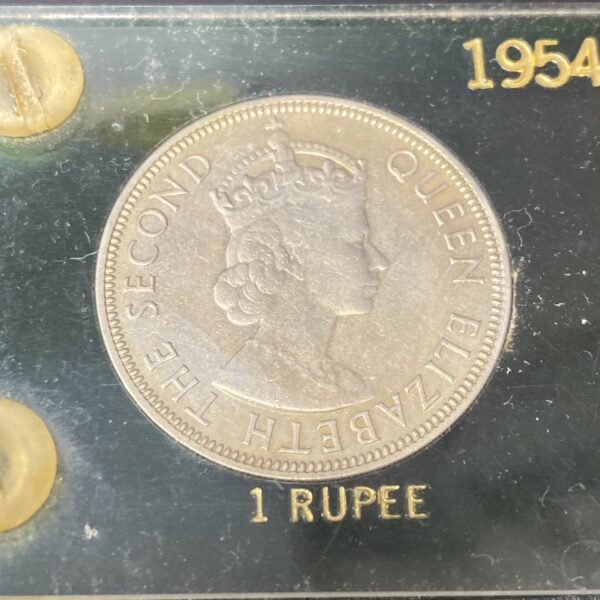 1954
QUEEN ELIZABETH THE SECOND
1 RUPEE